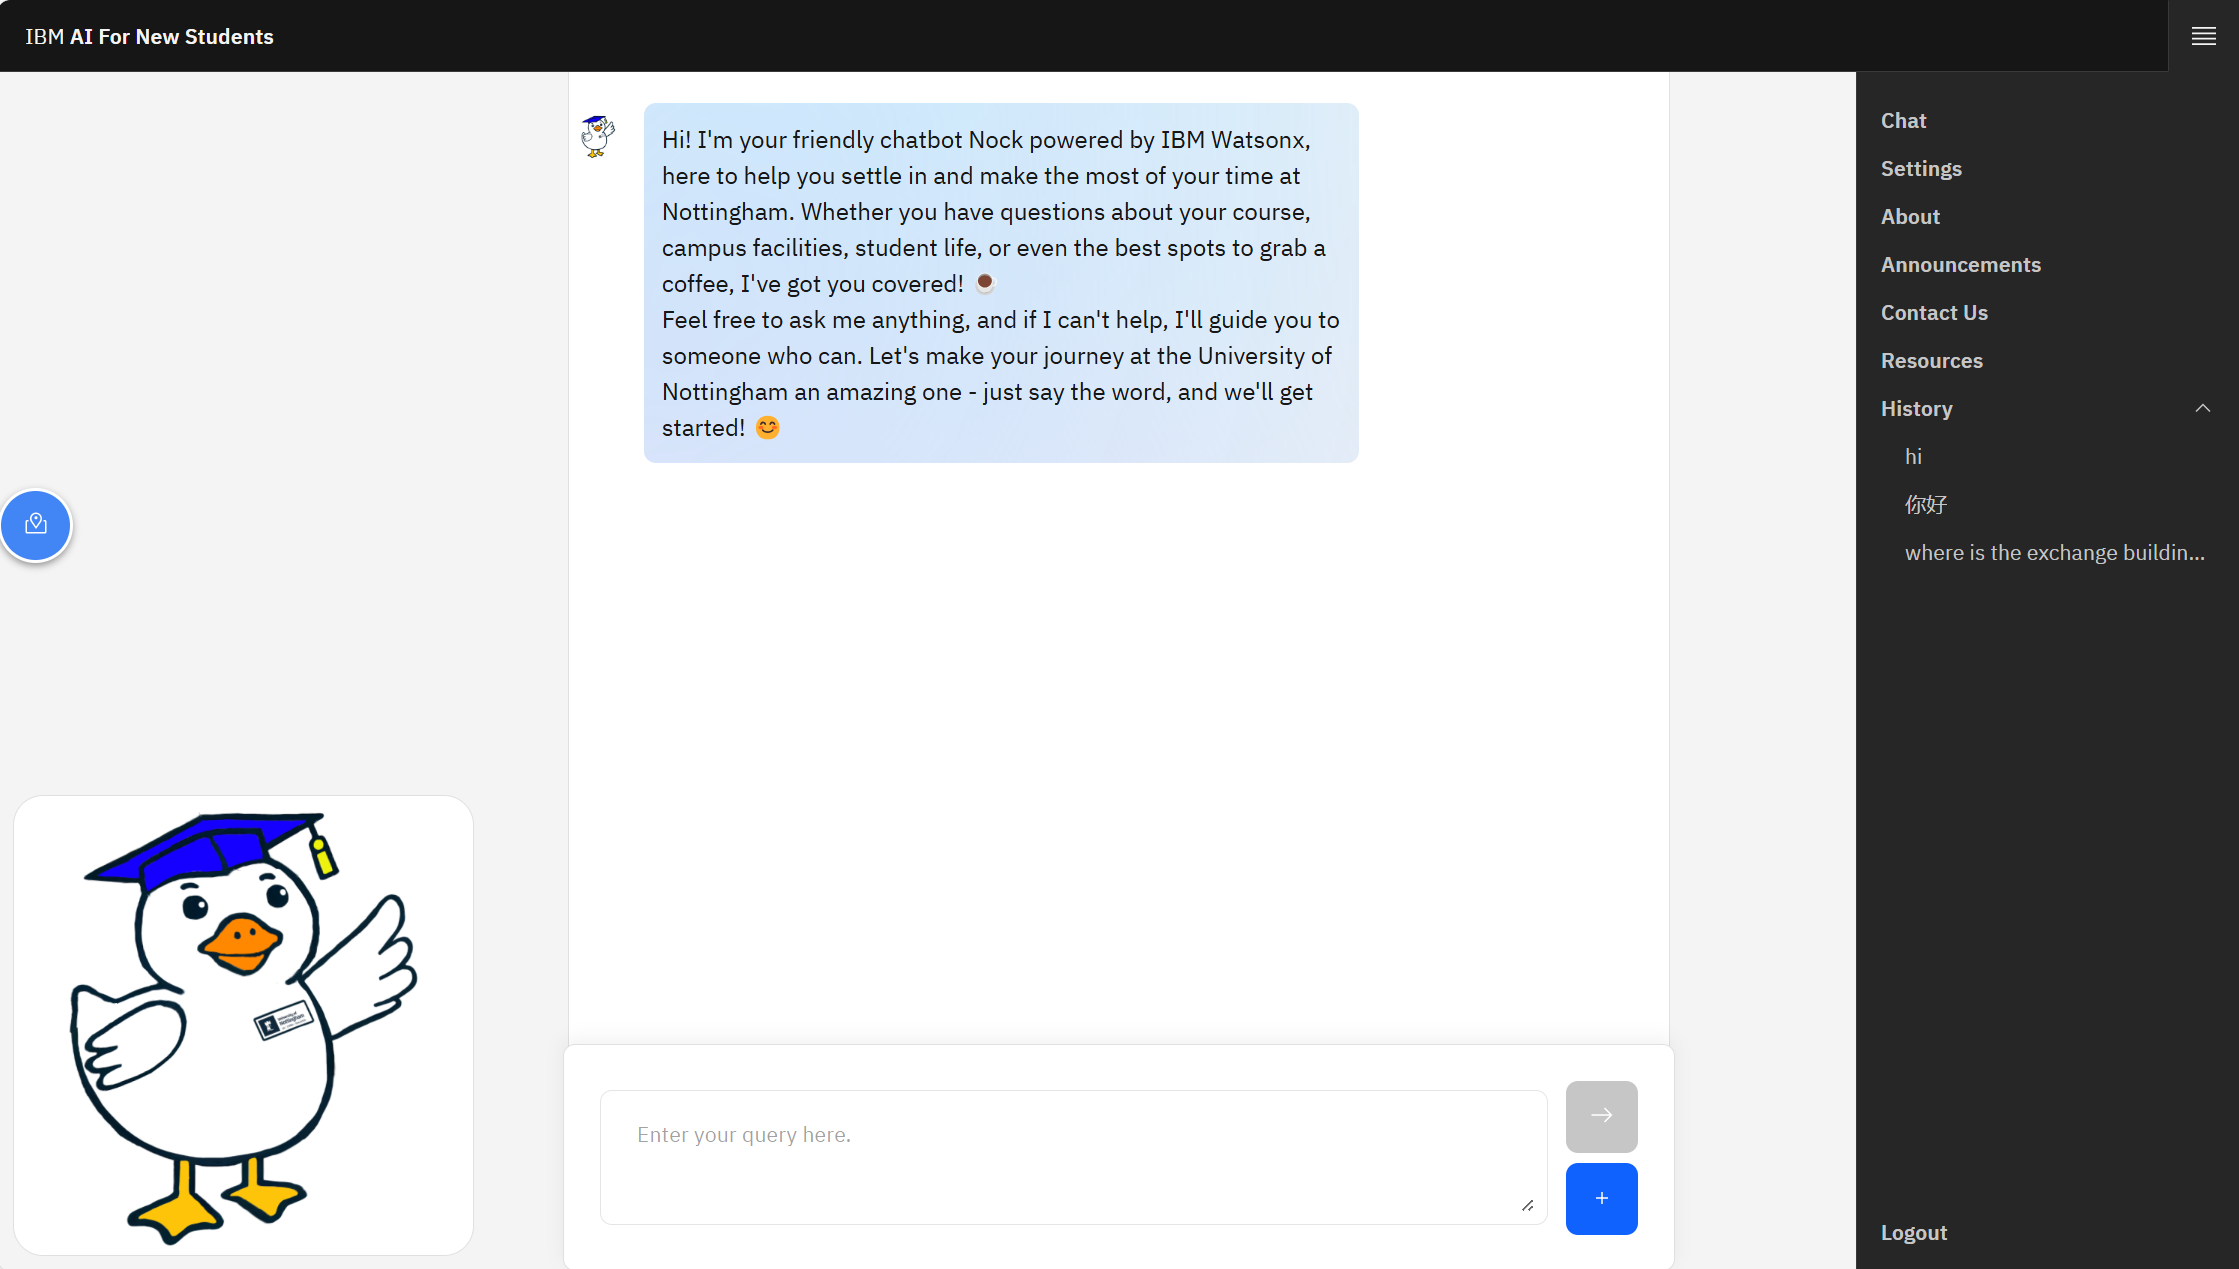 IBM AI For New Students
Hi! I'm your friendly chatbot Nock powered by IBM Watsonx,
here to help you settle in and make the most of your time at
Nottingham. Whether you have questions about your course,
campus facilities, student life, or even the best spots to grab a
coffee, I've got you covered! ☕
Feel free to ask me anything, and if I can't help, I'll guide you to
someone who can. Let's make your journey at the University of
Nottingham an amazing one - just say the word, and we'll get
started! 😊
University of
Nottingham
Enter your query here.
Chat
Settings
About
Announcements
Contact Us
Resources
History
hi
你好
where is the exchange buildin...
Logout